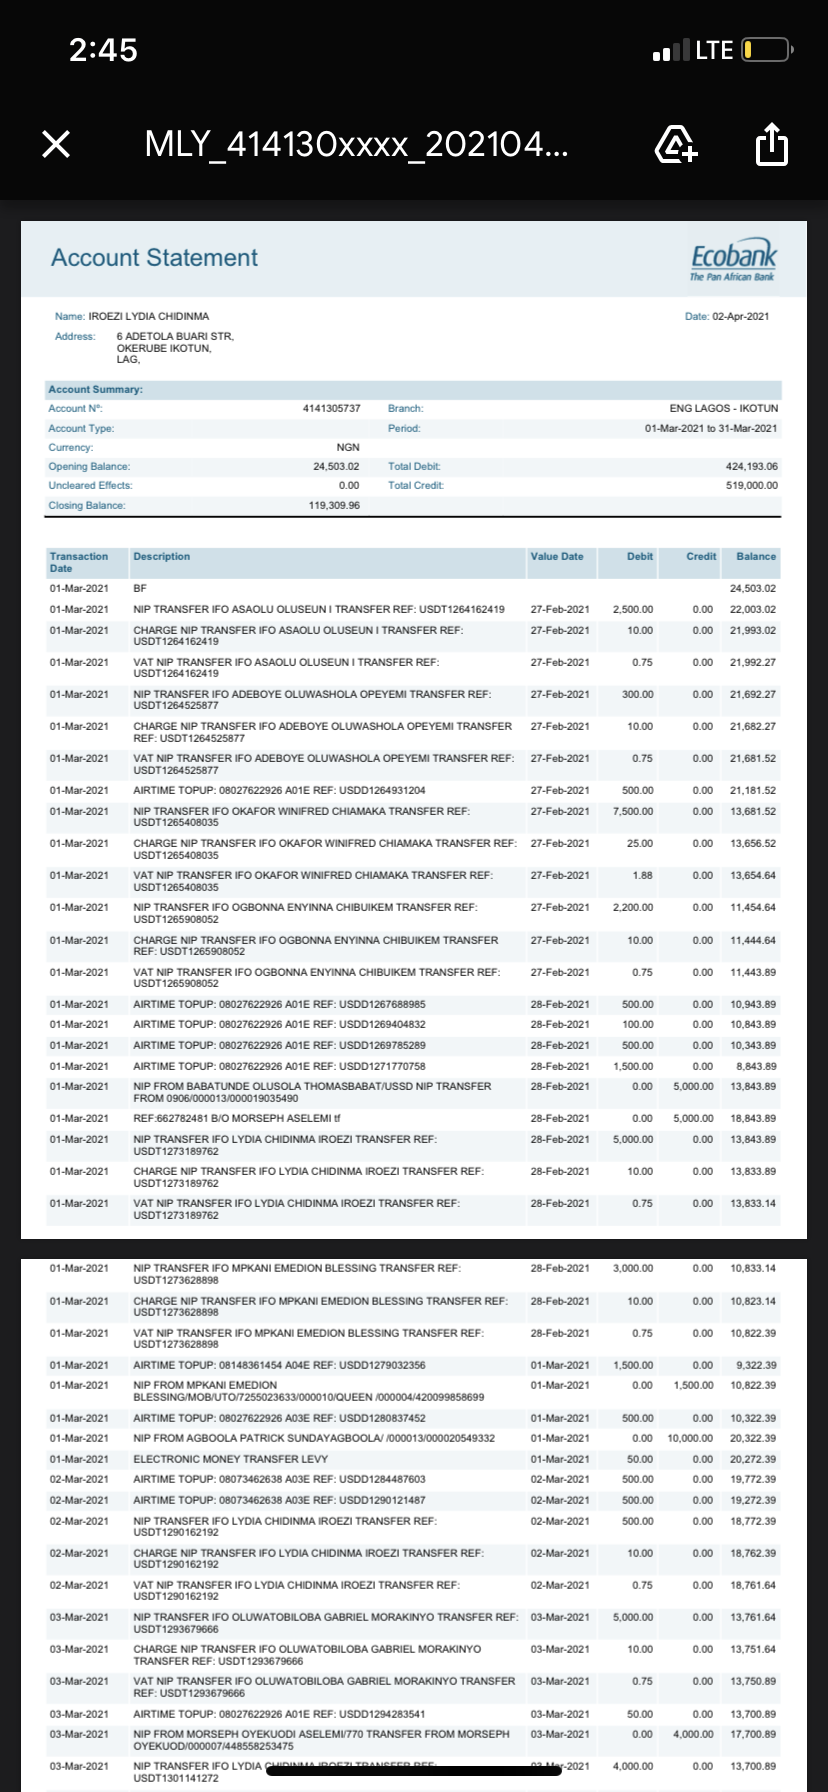 2:45
LTE
MLY_414130xxxx_202104...
Account Statement
Ecobank
The Pan African Bank
Name: IROEZI LYDIA CHIDINMA
Date: 02-Apr-2021
Address: 6 ADETOLA BUARI STR,
OKERUBE IKOTUN,
LAG,
Account Summary:
Account Nº: 4141305737 Branch: ENG LAGOS - IKOTUN
Account Type: Period: 01-Mar-2021 to 31-Mar-2021
Currency: NGN
Opening Balance: 24,503.02 Total Debit: 424,193.06
Uncleared Effects: 0.00 Total Credit: 519,000.00
Closing Balance: 119,309.96
Transaction Description Value Date Debit Credit Balance
Date
01-Mar-2021 BF 24,503.02
01-Mar-2021 NIP TRANSFER IFO ASAOLU OLUSEUN I TRANSFER REF: USDT1264162419 27-Feb-2021 2,500.00 0.00 22,003.02
01-Mar-2021 CHARGE NIP TRANSFER IFO ASAOLU OLUSEUN I TRANSFER REF: 27-Feb-2021 10.00 0.00 21,993.02
USDT1264162419
01-Mar-2021 VAT NIP TRANSFER IFO ASAOLU OLUSEUN I TRANSFER REF: 27-Feb-2021 0.75 0.00 21,992.27
USDT1264162419
01-Mar-2021 NIP TRANSFER IFO ADEBOYE OLUWASHOLA OPEYEMI TRANSFER REF: 27-Feb-2021 300.00 0.00 21,692.27
USDT1264525877
01-Mar-2021 CHARGE NIP TRANSFER IFO ADEBOYE OLUWASHOLA OPEYEMI TRANSFER 27-Feb-2021 10.00 0.00 21,682.27
REF: USDT1264525877
01-Mar-2021 VAT NIP TRANSFER IFO ADEBOYE OLUWASHOLA OPEYEMI TRANSFER REF: 27-Feb-2021 0.75 0.00 21,681.52
USDT1264525877
01-Mar-2021 AIRTIME TOPUP: 08027622926 A01E REF: USDD1264931204 27-Feb-2021 500.00 0.00 21,181.52
01-Mar-2021 NIP TRANSFER IFO OKAFOR WINIFRED CHIAMAKA TRANSFER REF: 27-Feb-2021 7,500.00 0.00 13,681.52
USDT1265408035
01-Mar-2021 CHARGE NIP TRANSFER IFO OKAFOR WINIFRED CHIAMAKA TRANSFER REF: 27-Feb-2021 25.00 0.00 13,656.52
USDT1265408035
01-Mar-2021 VAT NIP TRANSFER IFO OKAFOR WINIFRED CHIAMAKA TRANSFER REF: 27-Feb-2021 1.88 0.00 13,654.64
USDT1265408035
01-Mar-2021 NIP TRANSFER IFO OGBONNA ENYINNA CHIBUIKEM TRANSFER REF: 27-Feb-2021 2,200.00 0.00 11,454.64
USDT1265908052
01-Mar-2021 CHARGE NIP TRANSFER IFO OGBONNA ENYINNA CHIBUIKEM TRANSFER 27-Feb-2021 10.00 0.00 11,444.64
REF: USDT1265908052
01-Mar-2021 VAT NIP TRANSFER IFO OGBONNA ENYINNA CHIBUIKEM TRANSFER REF: 27-Feb-2021 0.75 0.00 11,443.89
USDT1265908052
01-Mar-2021 AIRTIME TOPUP: 08027622926 A01E REF: USDD1267688985 28-Feb-2021 500.00 0.00 10,943.89
01-Mar-2021 AIRTIME TOPUP: 08027622926 A01E REF: USDD1269404832 28-Feb-2021 100.00 0.00 10,843.89
01-Mar-2021 AIRTIME TOPUP: 08027622926 A01E REF: USDD1269785289 28-Feb-2021 500.00 0.00 10,343.89
01-Mar-2021 AIRTIME TOPUP: 08027622926 A01E REF: USDD1271770758 28-Feb-2021 1,500.00 0.00 8,843.89
01-Mar-2021 NIP FROM BABATUNDE OLUSOLA THOMASBABAT/USSD NIP TRANSFER 28-Feb-2021 0.00 5,000.00 13,843.89
FROM 0906/000013/000019035490
01-Mar-2021 REF:662782481 B/O MORSEPH ASELEMI tf 28-Feb-2021 0.00 5,000.00 18,843.89
01-Mar-2021 NIP TRANSFER IFO LYDIA CHIDINMA IROEZI TRANSFER REF: 28-Feb-2021 5,000.00 0.00 13,843.89
USDT1273189762
01-Mar-2021 CHARGE NIP TRANSFER IFO LYDIA CHIDINMA IROEZI TRANSFER REF: 28-Feb-2021 10.00 0.00 13,833.89
USDT1273189762
01-Mar-2021 VAT NIP TRANSFER IFO LYDIA CHIDINMA IROEZI TRANSFER REF: 28-Feb-2021 0.75 0.00 13,833.14
USDT1273189762
01-Mar-2021 NIP TRANSFER IFO MPKANI EMEDION BLESSING TRANSFER REF: 28-Feb-2021 3,000.00 0.00 10,833.14
USDT1273628898
01-Mar-2021 CHARGE NIP TRANSFER IFO MPKANI EMEDION BLESSING TRANSFER REF: 28-Feb-2021 10.00 0.00 10,823.14
USDT1273628898
01-Mar-2021 VAT NIP TRANSFER IFO MPKANI EMEDION BLESSING TRANSFER REF: 28-Feb-2021 0.75 0.00 10,822.39
USDT1273628898
01-Mar-2021 AIRTIME TOPUP: 08148361454 A04E REF: USDD1279032356 01-Mar-2021 1,500.00 0.00 9,322.39
01-Mar-2021 NIP FROM MPKANI EMEDION 01-Mar-2021 0.00 1,500.00 10,822.39
BLESSING/MOB/UTO/7255023633/000010/QUEEN /000004/420099858699
01-Mar-2021 AIRTIME TOPUP: 08027622926 A03E REF: USDD1280837452 01-Mar-2021 500.00 0.00 10,322.39
01-Mar-2021 NIP FROM AGBOOLA PATRICK SUNDAYAGBOOLA/ /000013/000020549332 01-Mar-2021 0.00 10,000.00 20,322.39
01-Mar-2021 ELECTRONIC MONEY TRANSFER LEVY 01-Mar-2021 50.00 0.00 20,272.39
02-Mar-2021 AIRTIME TOPUP: 08073462638 A03E REF: USDD1284487603 02-Mar-2021 500.00 0.00 19,772.39
02-Mar-2021 AIRTIME TOPUP: 08073462638 A03E REF: USDD1290121487 02-Mar-2021 500.00 0.00 19,272.39
02-Mar-2021 NIP TRANSFER IFO LYDIA CHIDINMA IROEZI TRANSFER REF: 02-Mar-2021 500.00 0.00 18,772.39
USDT1290162192
02-Mar-2021 CHARGE NIP TRANSFER IFO LYDIA CHIDINMA IROEZI TRANSFER REF: 02-Mar-2021 10.00 0.00 18,762.39
USDT1290162192
02-Mar-2021 VAT NIP TRANSFER IFO LYDIA CHIDINMA IROEZI TRANSFER REF: 02-Mar-2021 0.75 0.00 18,761.64
USDT1290162192
03-Mar-2021 NIP TRANSFER IFO OLUWATOBILOBA GABRIEL MORAKINYO TRANSFER REF: 03-Mar-2021 5,000.00 0.00 13,761.64
USDT1293679666
03-Mar-2021 CHARGE NIP TRANSFER IFO OLUWATOBILOBA GABRIEL MORAKINYO 03-Mar-2021 10.00 0.00 13,751.64
TRANSFER REF: USDT1293679666
03-Mar-2021 VAT NIP TRANSFER IFO OLUWATOBILOBA GABRIEL MORAKINYO TRANSFER 03-Mar-2021 0.75 0.00 13,750.89
REF: USDT1293679666
03-Mar-2021 AIRTIME TOPUP: 08027622926 A01E REF: USDD1294283541 03-Mar-2021 50.00 0.00 13,700.89
03-Mar-2021 NIP FROM MORSEPH OYEKUODI ASELEMI/770 TRANSFER FROM MORSEPH 03-Mar-2021 0.00 4,000.00 17,700.89
OYEKUOD/000007/448558253475
03-Mar-2021 NIP TRANSFER IFO LYDIA CHIDINMA IROEZI TRANSFER REF: 03-Mar-2021 4,000.00 0.00 13,700.89
USDT1301141272